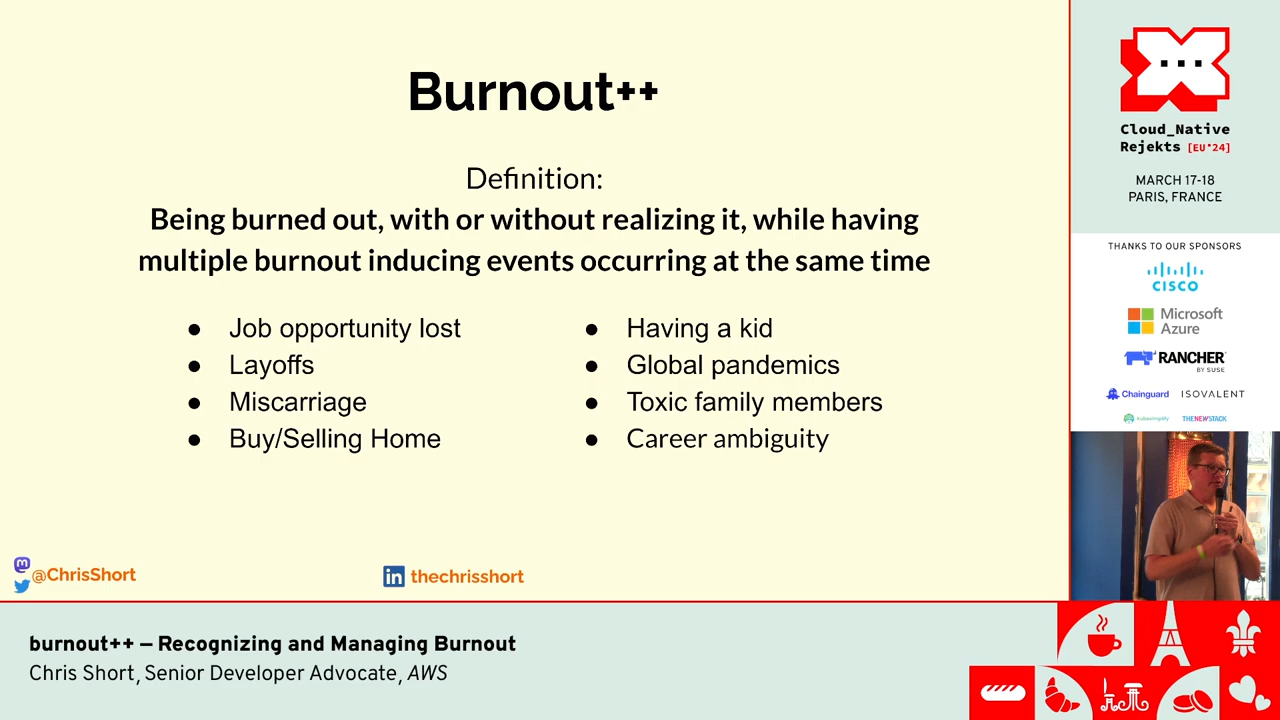 Burnout++
Definition:
Being burned out, with or without realizing it, while having
multiple burnout inducing events occurring at the same time
● Job opportunity lost
● Layoffs
● Miscarriage
● Buy/Selling Home
● Having a kid
● Global pandemics
● Toxic family members
● Career ambiguity
@ChrisShort
in thechrisshort
burnout++ – Recognizing and Managing Burnout
Chris Short, Senior Developer Advocate, AWS
Cloud_Native
Rejekts [EU*24]
MARCH 17-18
PARIS, FRANCE
THANKS TO OUR SPONSORS
CISCO
Microsoft
Azure
RANCHER
BY SUSE
Chainguard ISOVALENT
kubesimplify THENEWSTACK